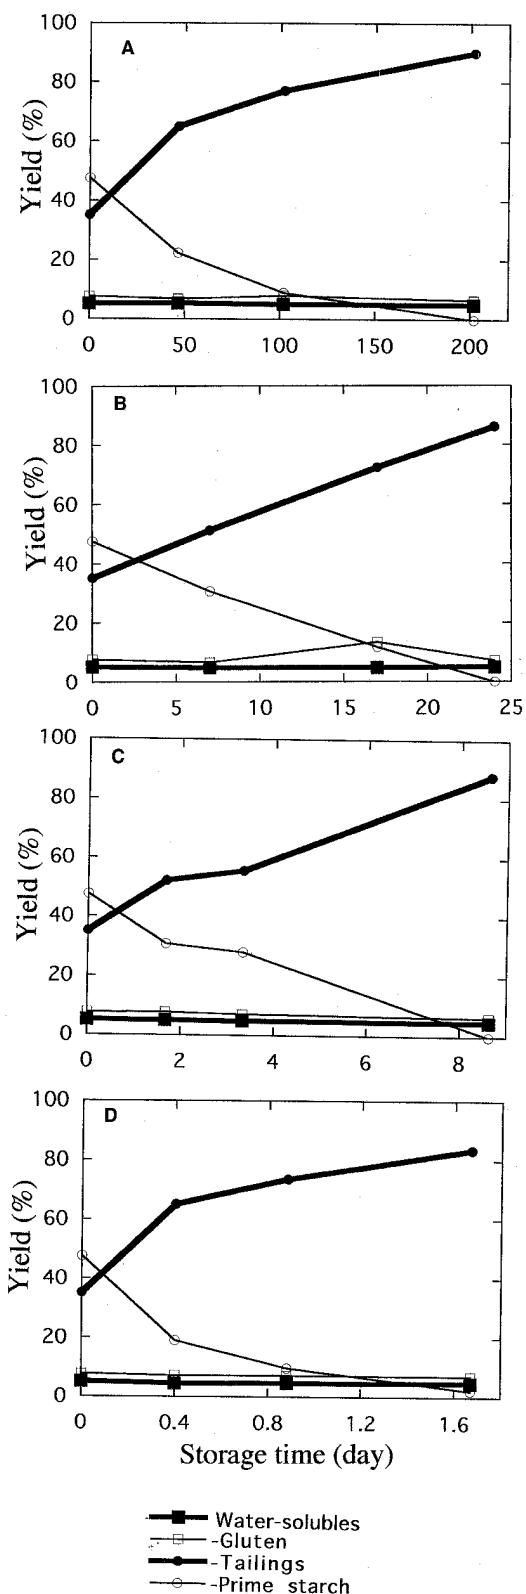 A
Yield (%)
100
80
60
40
20
0
0 50 100 150 200
B
Yield (%)
100
80
60
40
20
0
0 5 10 15 20 25
C
Yield (%)
100
80
60
40
20
0
0 2 4 6 8
D
Yield (%)
100
80
60
40
20
0
0 0.4 0.8 1.2 1.6
Storage time (day)
Water-solubles
-Gluten
-Tailings
-Prime starch